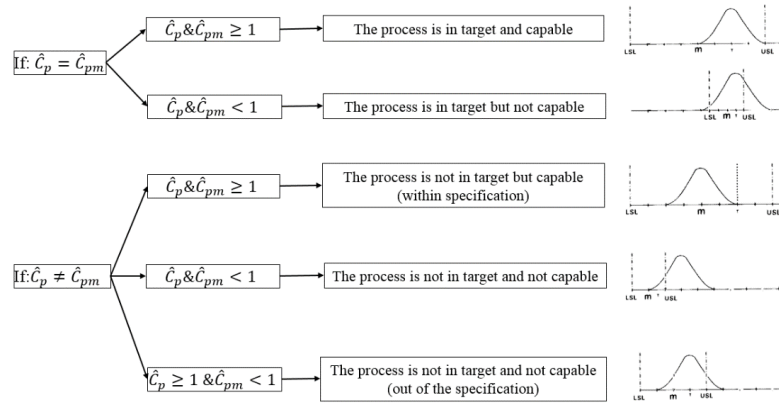 If: Ĉₚ = Ĉₚₘ
Ĉₚ&Ĉₚₘ ≥ 1
The process is in target and capable
LSL m T USL
Ĉₚ&Ĉₚₘ < 1
The process is in target but not capable
LSL m T USL
If:Ĉₚ ≠ Ĉₚₘ
Ĉₚ&Ĉₚₘ ≥ 1
The process is not in target but capable
(within specification)
LSL m T USL
Ĉₚ&Ĉₚₘ < 1
The process is not in target and not capable
LSL m T USL
Ĉₚ ≥ 1 &Ĉₚₘ < 1
The process is not in target and not capable
(out of the specification)
LSL m T USL